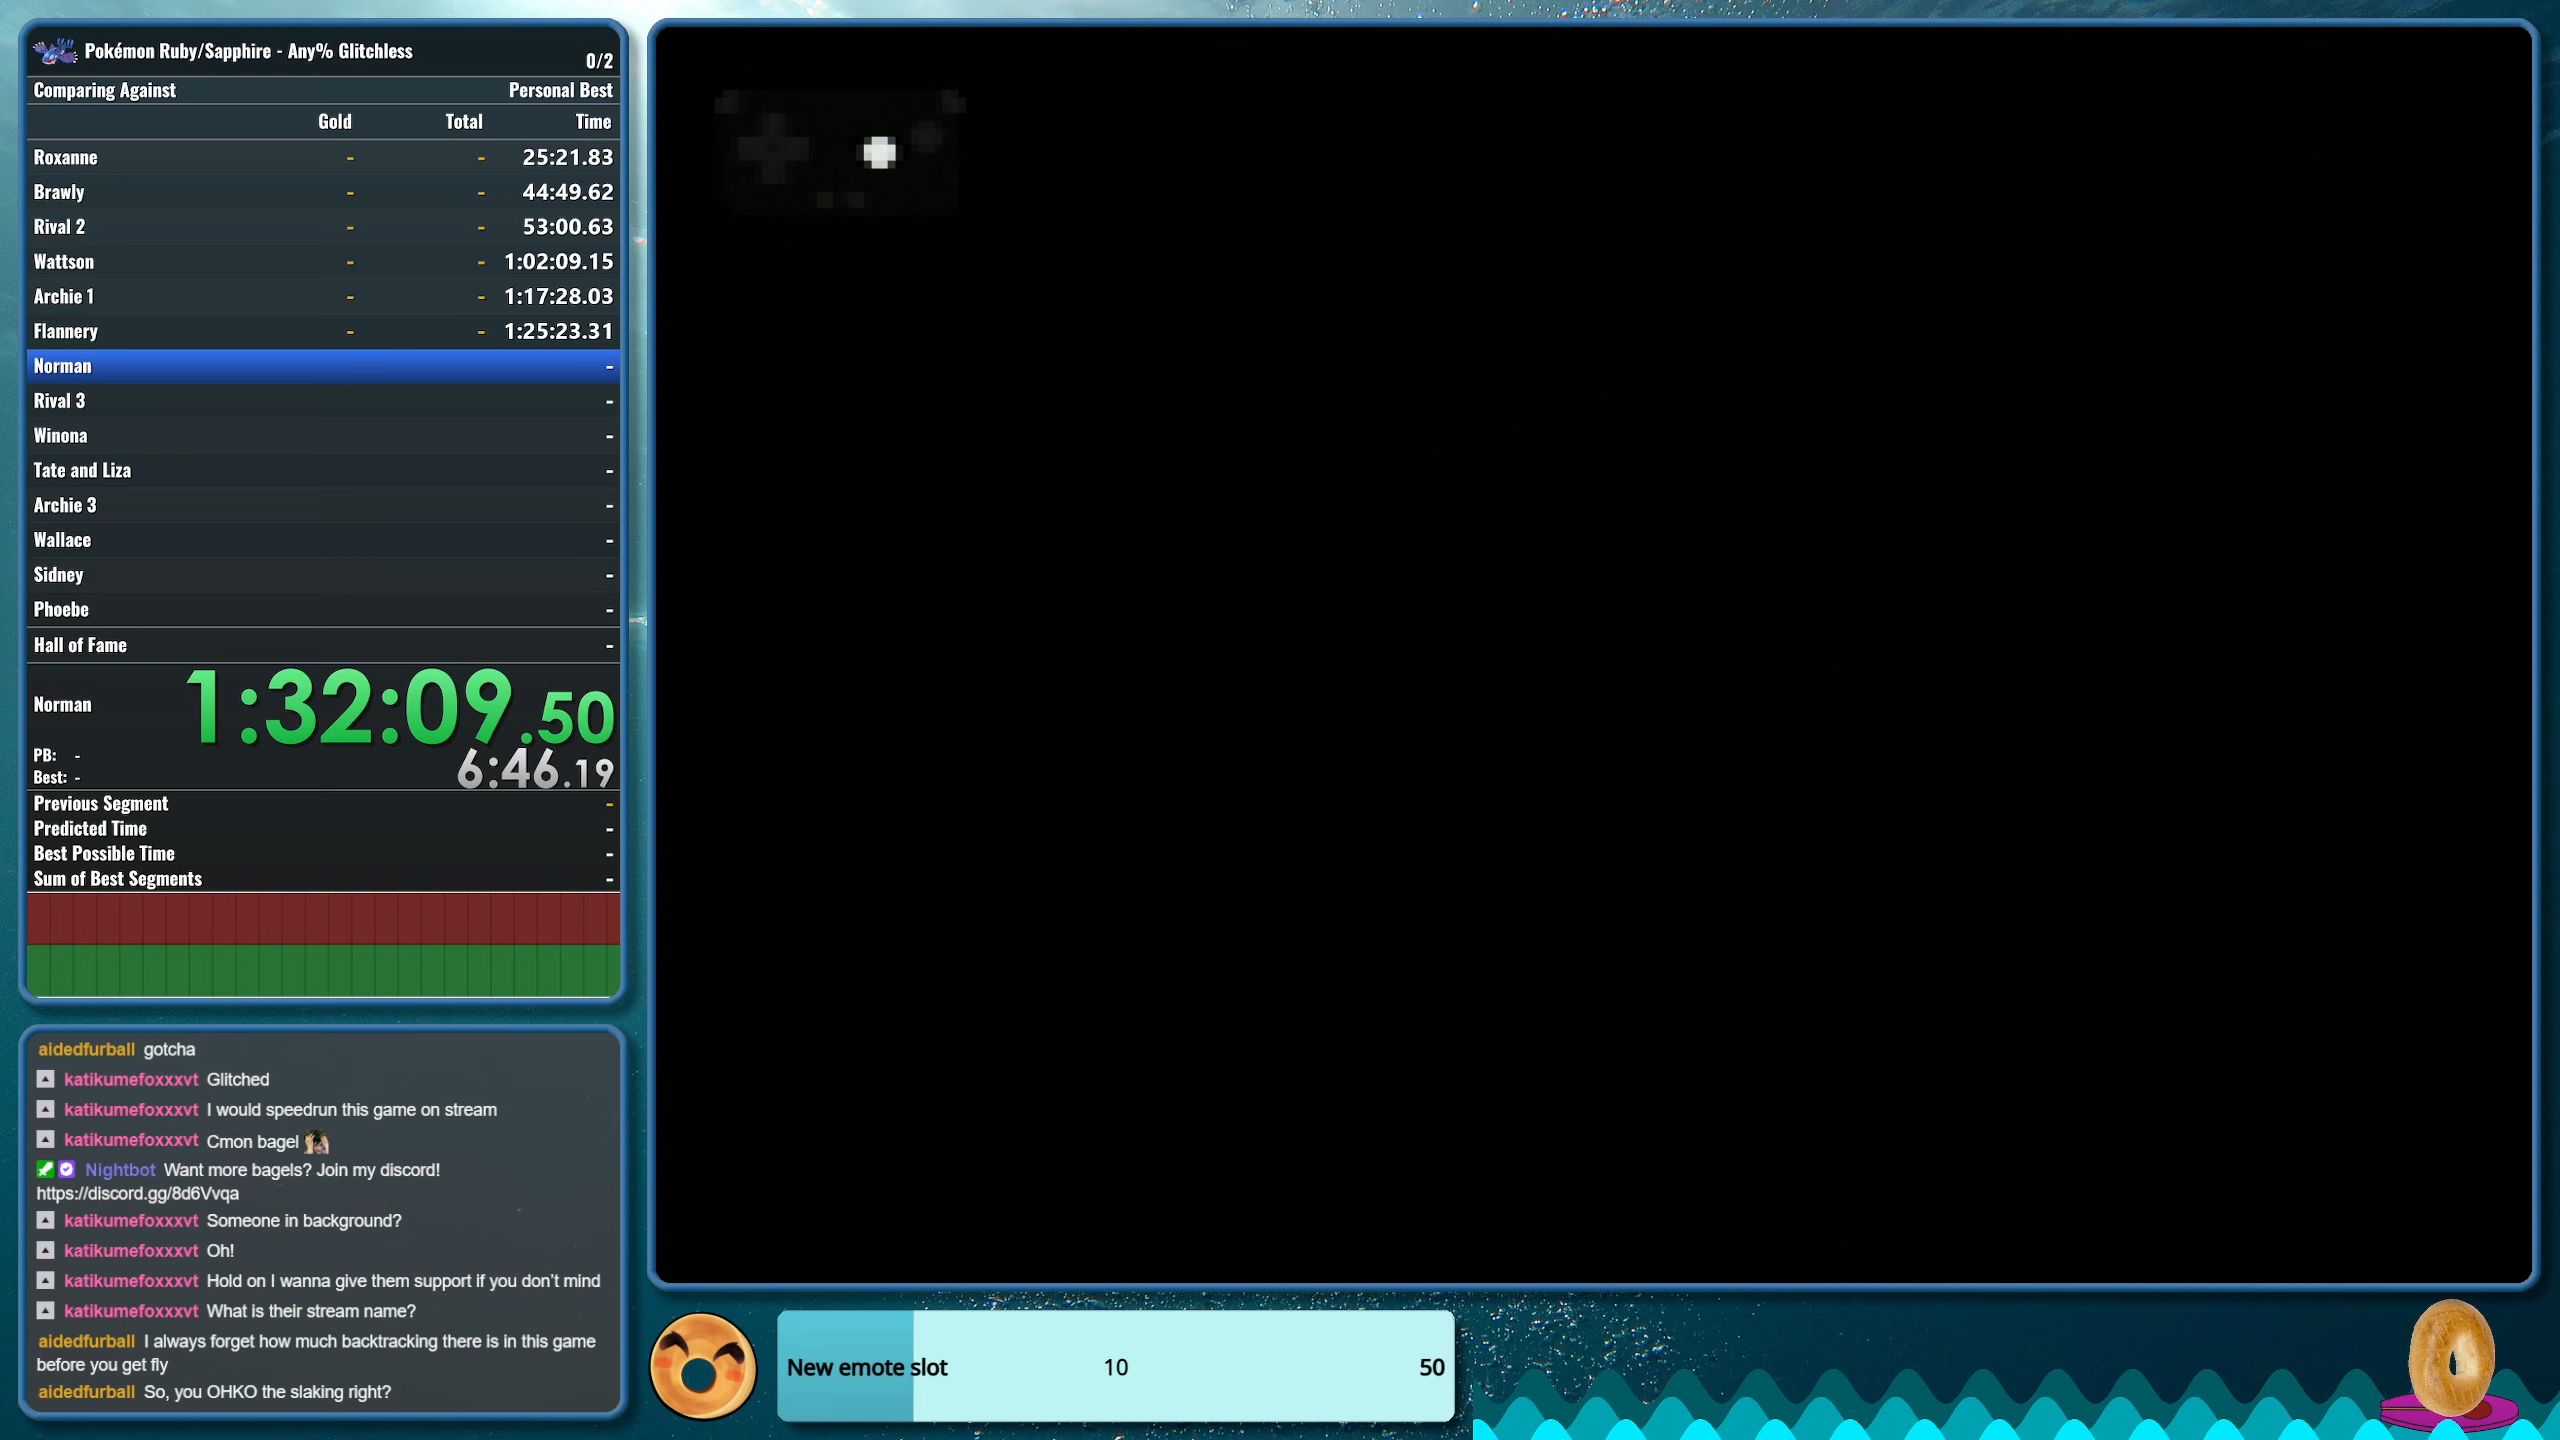 Pokémon Ruby/Sapphire - Any% Glitchless
0/2
Comparing Against Personal Best
Gold Total Time
Roxanne - - 25:21.83
Brawly - - 44:49.62
Rival 2 - - 53:00.63
Wattson - - 1:02:09.15
Archie 1 - - 1:17:28.03
Flannery - - 1:25:23.31
Norman -
Rival 3 -
Winona -
Tate and Liza -
Archie 3 -
Wallace -
Sidney -
Phoebe -
Hall of Fame -
Norman 1:32:09.50
PB: -
Best: - 6:46.19
Previous Segment -
Predicted Time -
Best Possible Time -
Sum of Best Segments -
aidedfurball gotcha
katikumefoxxxvt Glitched
katikumefoxxxvt I would speedrun this game on stream
katikumefoxxxvt Cmon bagel
Nightbot Want more bagels? Join my discord!
https://discord.gg/8d6Vvqa
katikumefoxxxvt Someone in background?
katikumefoxxxvt Oh!
katikumefoxxxvt Hold on I wanna give them support if you don't mind
katikumefoxxxvt What is their stream name?
aidedfurball I always forget how much backtracking there is in this game
before you get fly
aidedfurball So, you OHKO the slaking right?
New emote slot 10 50